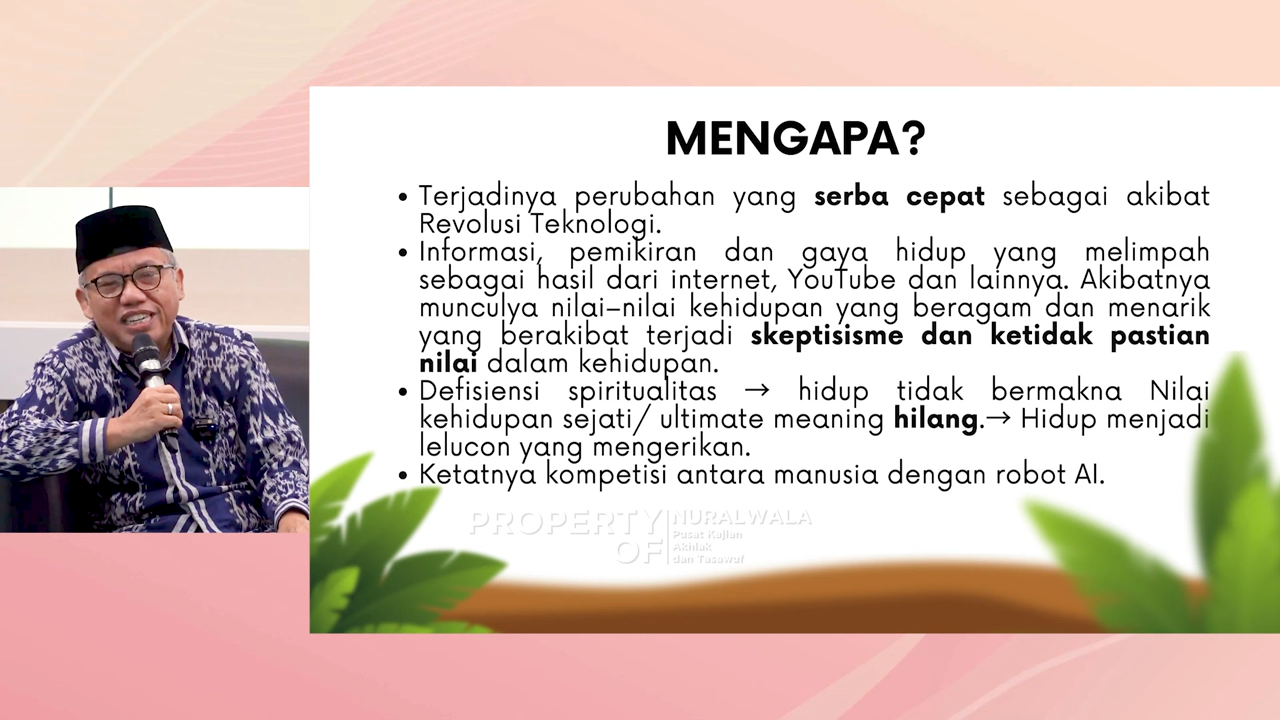 MENGAPA?
• Terjadinya perubahan yang serba cepat sebagai akibat
Revolusi Teknologi.
• Informasi, pemikiran dan gaya hidup yang melimpah
sebagai hasil dari internet, YouTube dan lainnya. Akibatnya
munculya nilai–nilai kehidupan yang beragam dan menarik
yang berakibat terjadi skeptisisme dan ketidak pastian
nilai dalam kehidupan.
• Defisiensi spiritualitas → hidup tidak bermakna Nilai
kehidupan sejati/ ultimate meaning hilang.→ Hidup menjadi
lelucon yang mengerikan.
• Ketatnya kompetisi antara manusia dengan robot AI.
PROPERTY OF
NURALWALA
Pusat Kajian
Akhlak
dan Tasawuf